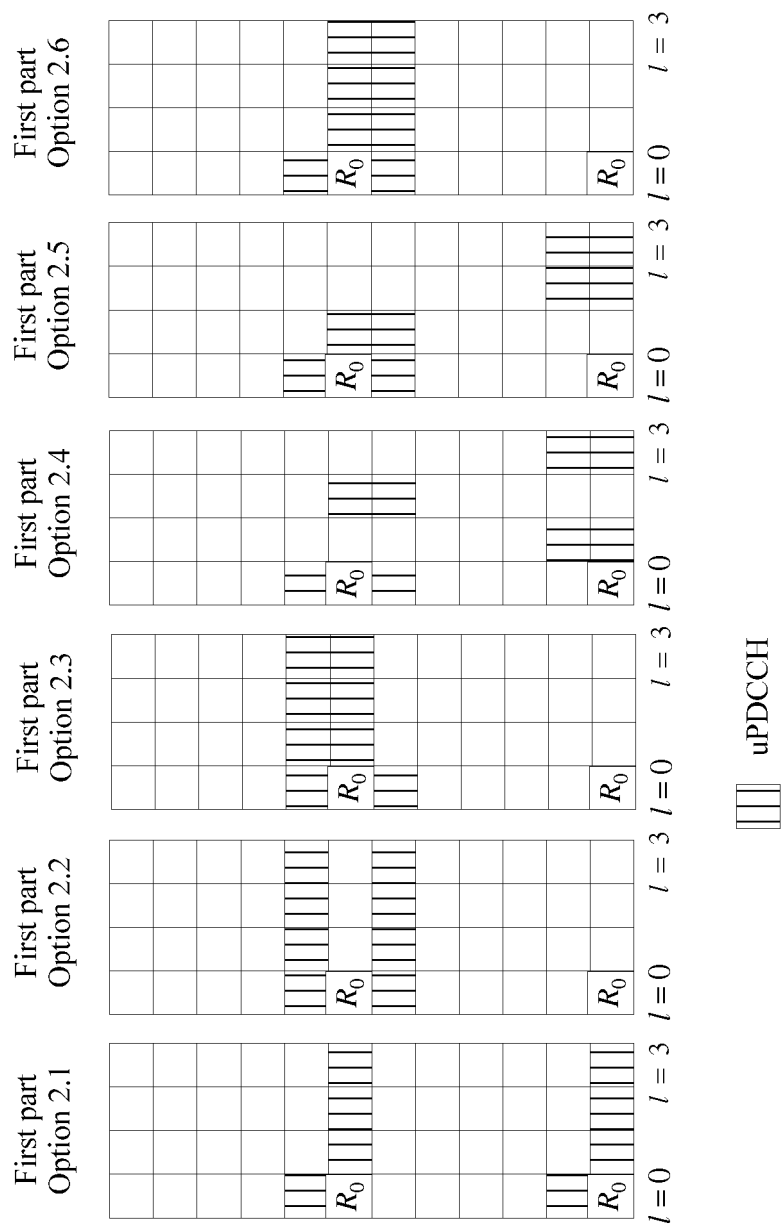 First part
Option 2.1
R0
R0
l = 0
l = 3
First part
Option 2.2
R0
R0
l = 0
l = 3
First part
Option 2.3
R0
R0
l = 0
l = 3
First part
Option 2.4
R0
R0
l = 0
l = 3
First part
Option 2.5
R0
R0
l = 0
l = 3
First part
Option 2.6
R0
R0
l = 0
l = 3
uPDCCH